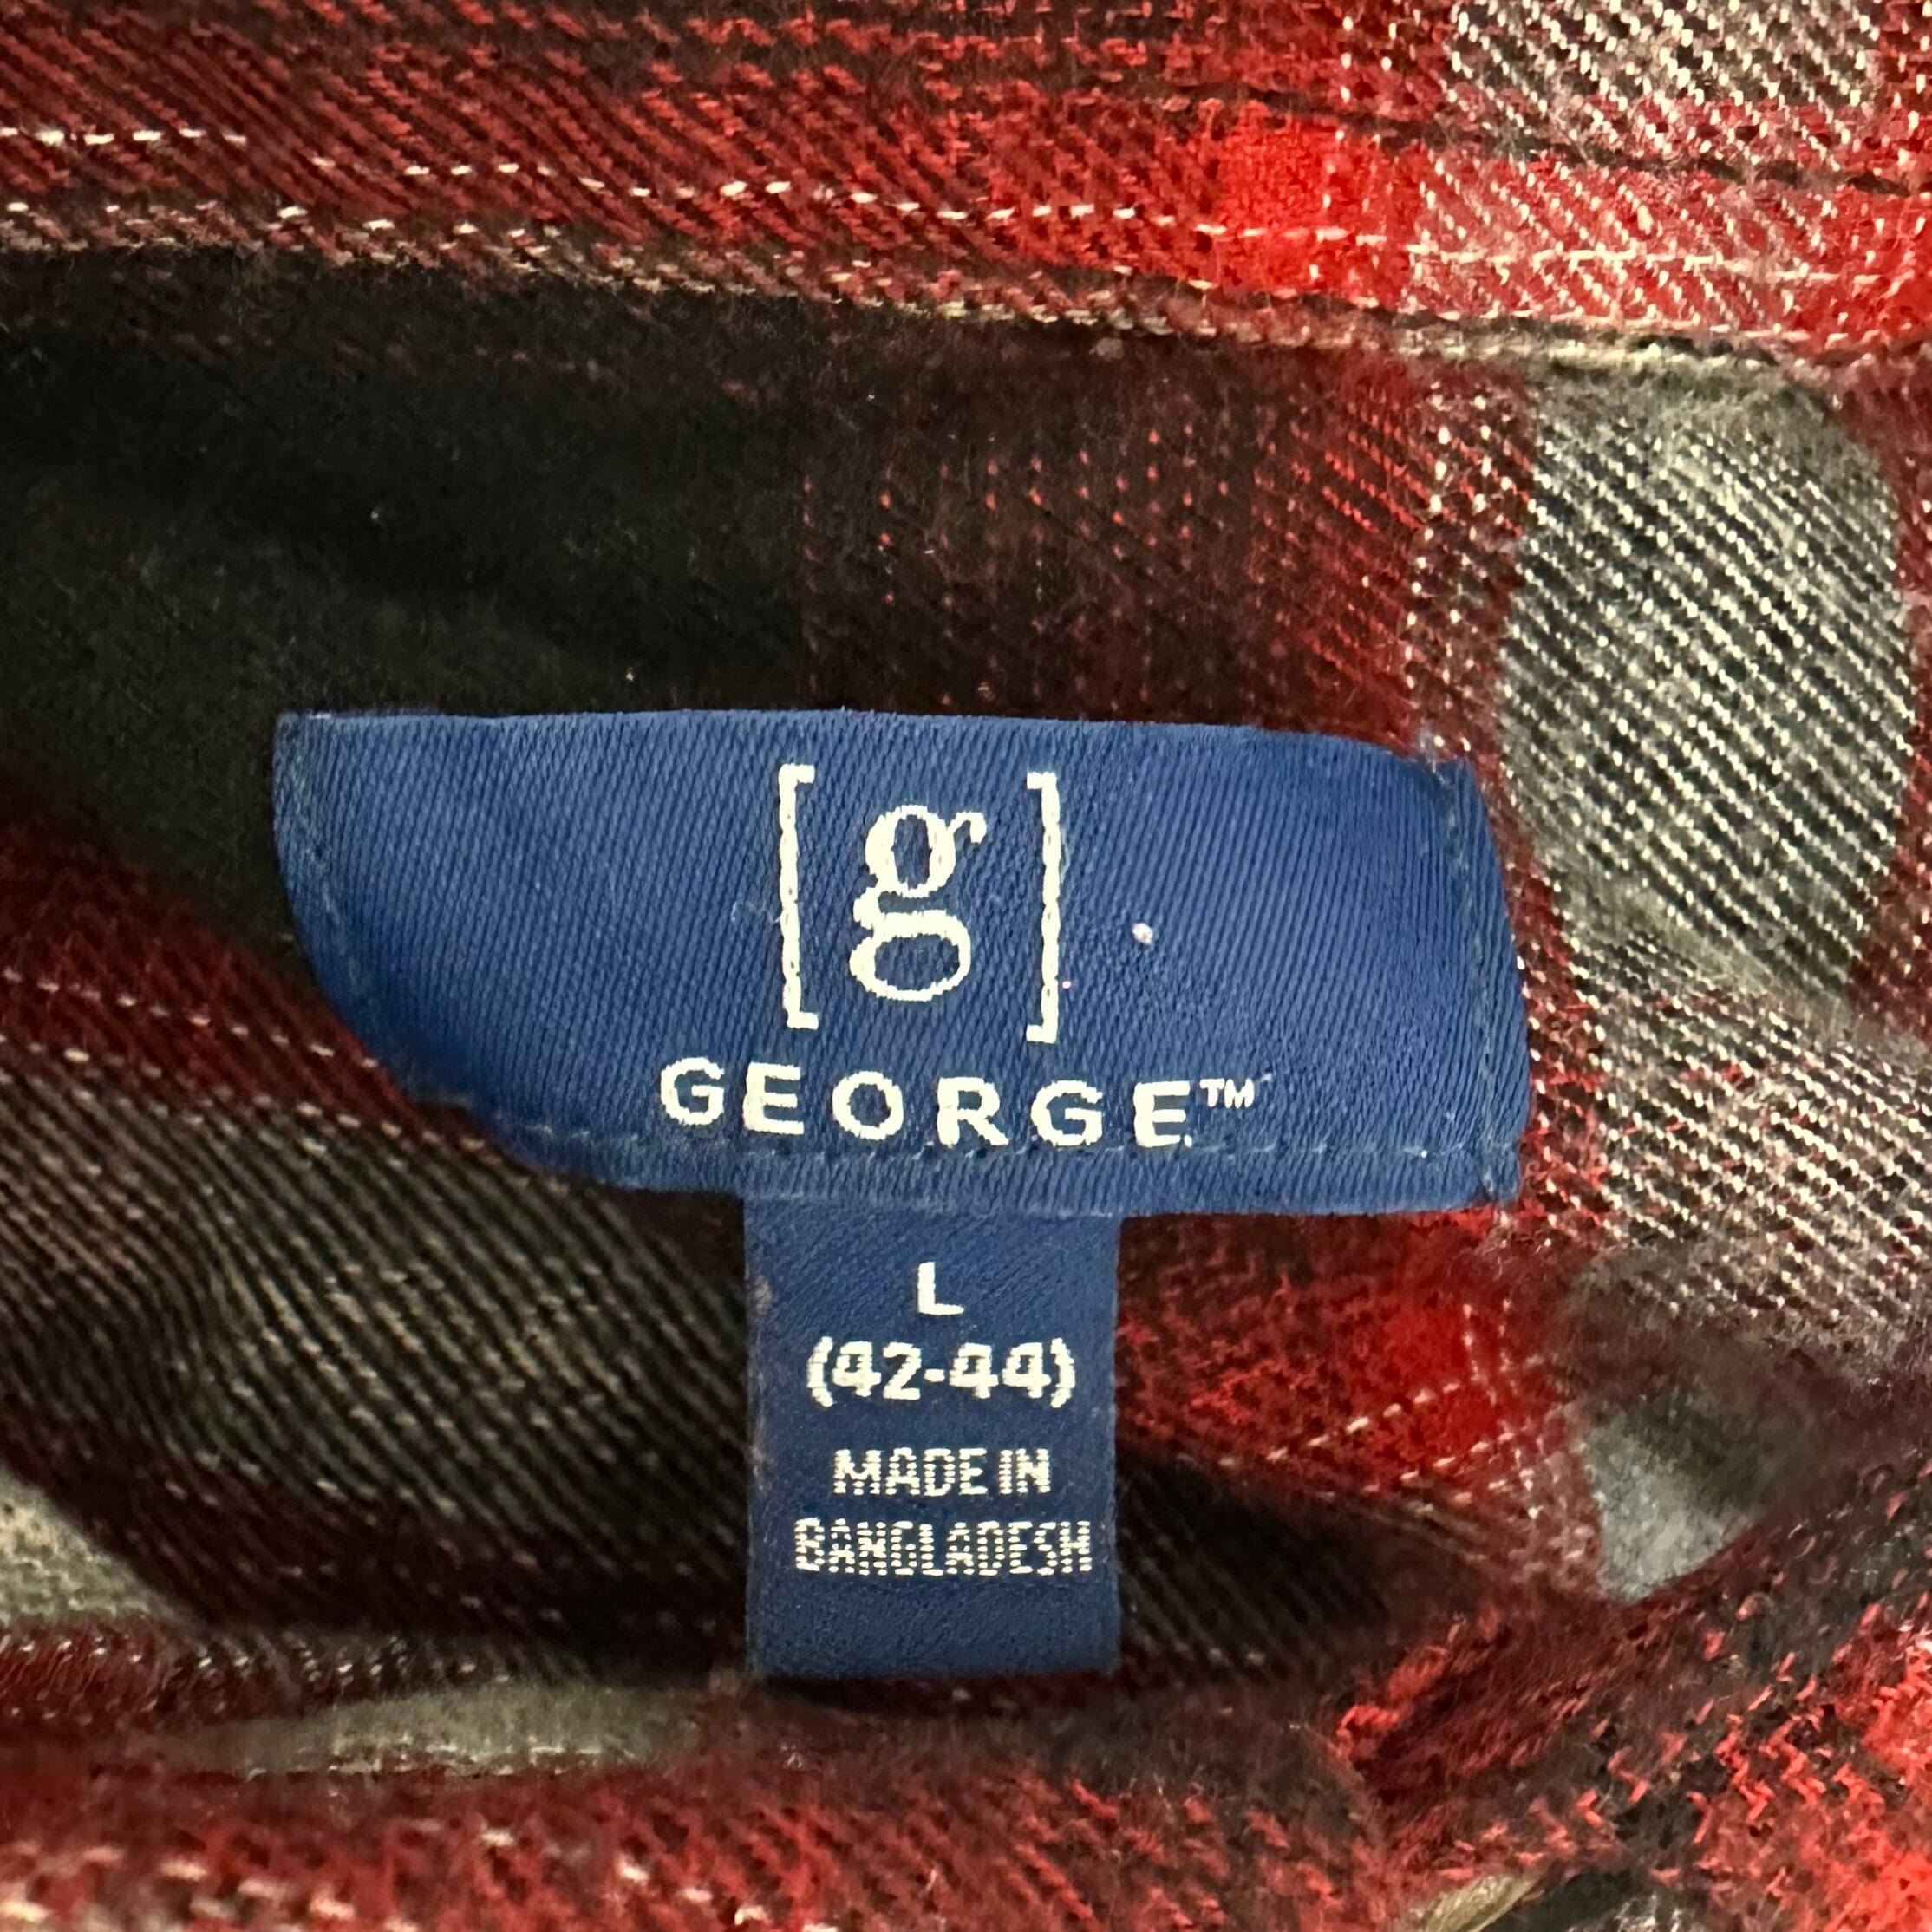 [g]
GEORGE™
L
(42-44)
MADE IN
BANGLADESH